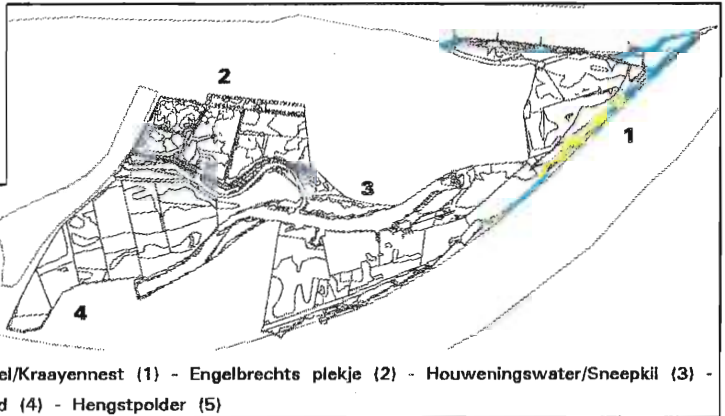 2
1
3
4
el/Kraayennest (1) - Engelbrechts plekje (2) - Houweningswater/Sneepkil (3) -
d (4) - Hengstpolder (5)